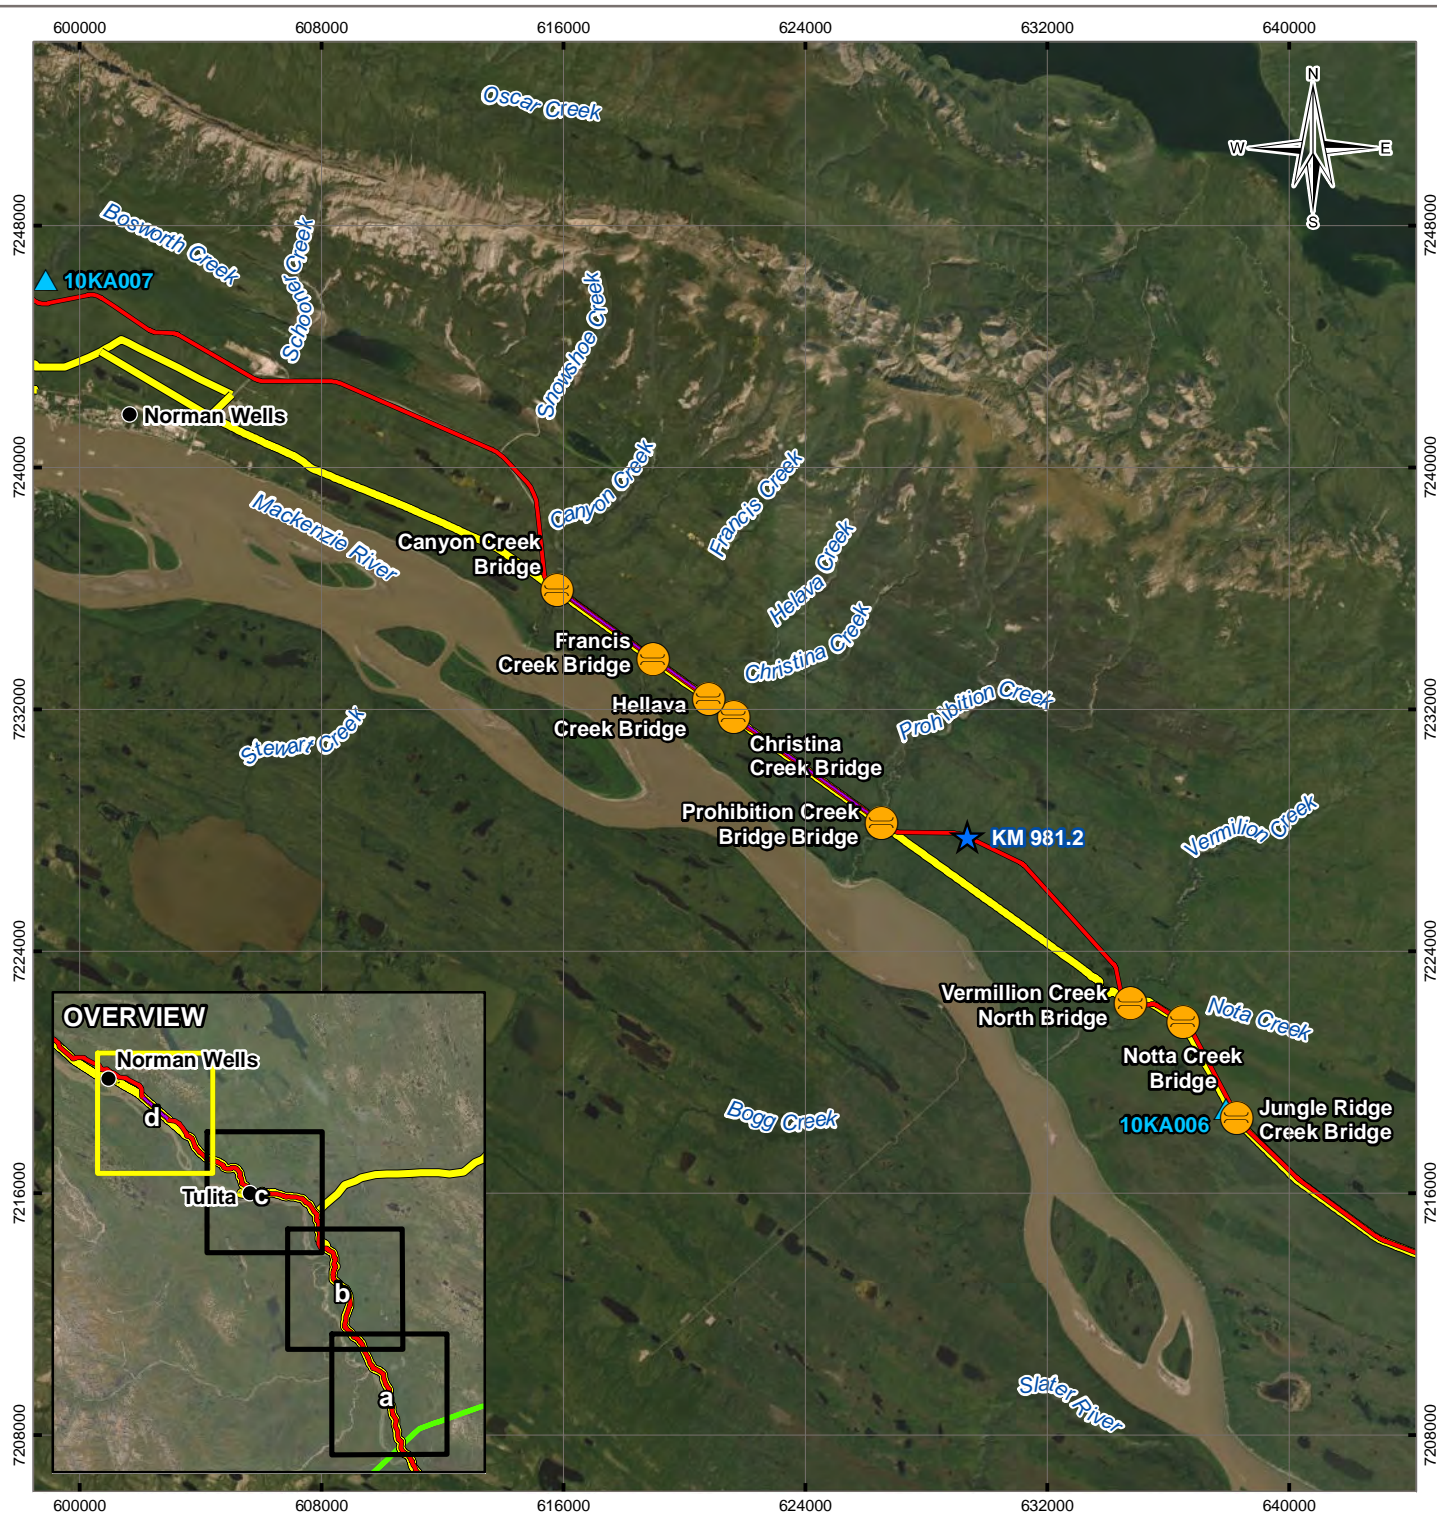 600000
608000
616000
624000
632000
640000
Oscar Creek
N
W
E
S
7248000
7248000
Bosworth Creek
Schooner Creek
10KA007
Snowshoe Creek
Norman Wells
7240000
7240000
Canyon Creek
Francis Creek
Mackenzie River
Canyon Creek
Bridge
Helava Creek
Christina Creek
Francis
Creek Bridge
7232000
7232000
Hellava
Creek Bridge
Prohibition Creek
Stewart Creek
Christina
Creek Bridge
Prohibition Creek
Bridge Bridge
KM 981.2
Vermilion Creek
7224000
7224000
Vermillion Creek
North Bridge
Nota Creek
Notta Creek
Bridge
Bogg Creek
10KA006
Jungle Ridge
Creek Bridge
7216000
7216000
Slater River
7208000
7208000
OVERVIEW
Norman Wells
d
Tulita
c
b
a
600000
608000
616000
624000
632000
640000